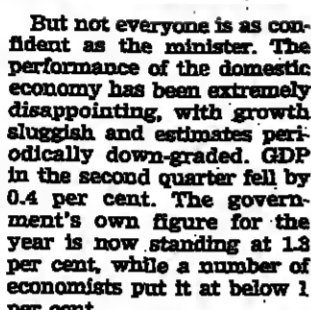 But not everyone is as con-
fident as the minister. The
performance of the domestic
economy has been extremely
disappointing, with growth
sluggish and estimates peri-
odically down-graded. GDP
in the second quarter fell by
0.4 per cent. The govern-
ment's own figure for the
year is now standing at 1.3
per cent, while a number of
economists put it at below 1
per cent